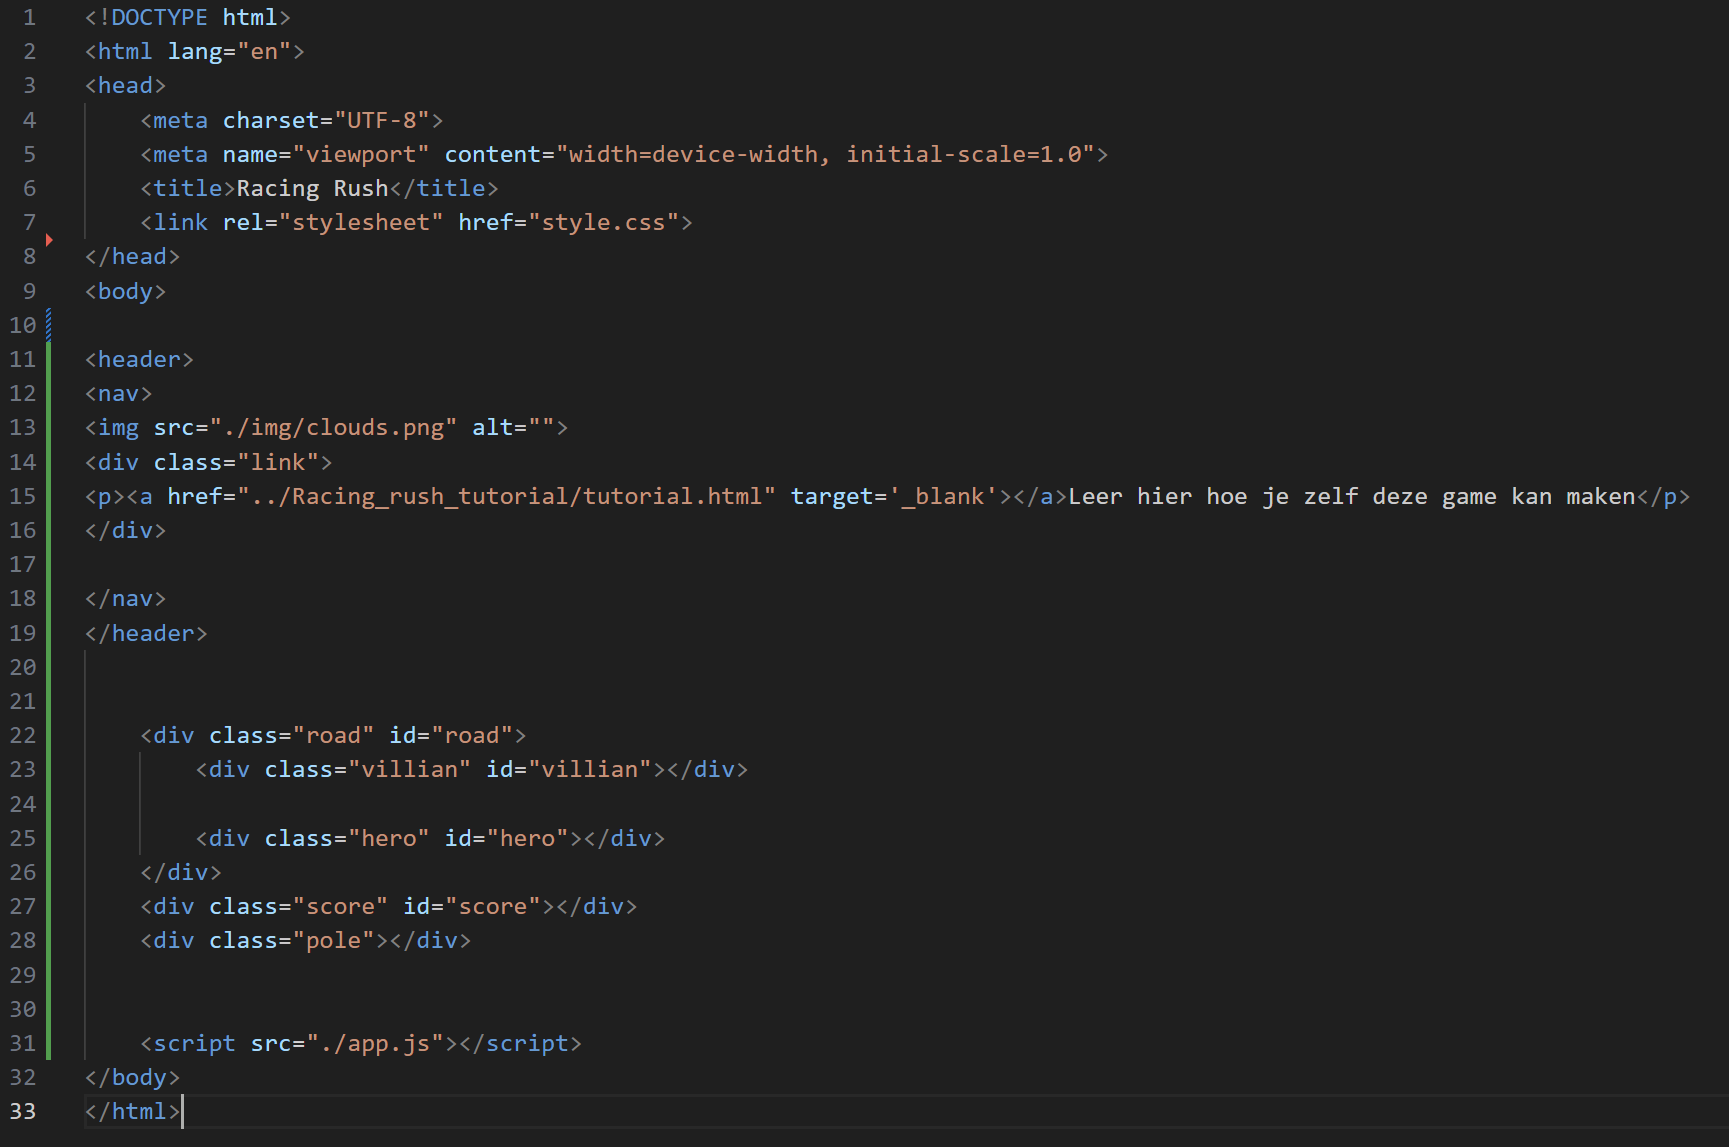 1 <!DOCTYPE html>
2 <html lang="en">
3 <head>
4     <meta charset="UTF-8">
5     <meta name="viewport" content="width=device-width, initial-scale=1.0">
6     <title>Racing Rush</title>
7     <link rel="stylesheet" href="style.css">
8 </head>
9 <body>
10
11 <header>
12 <nav>
13 <img src="./img/clouds.png" alt="">
14 <div class="link">
15 <p><a href="../Racing_rush_tutorial/tutorial.html" target='_blank'></a>Leer hier hoe je zelf deze game kan maken</p>
16 </div>
17
18 </nav>
19 </header>
20
21
22     <div class="road" id="road">
23         <div class="villian" id="villian"></div>
24
25         <div class="hero" id="hero"></div>
26     </div>
27     <div class="score" id="score"></div>
28     <div class="pole"></div>
29
30
31     <script src="./app.js"></script>
32 </body>
33 </html>